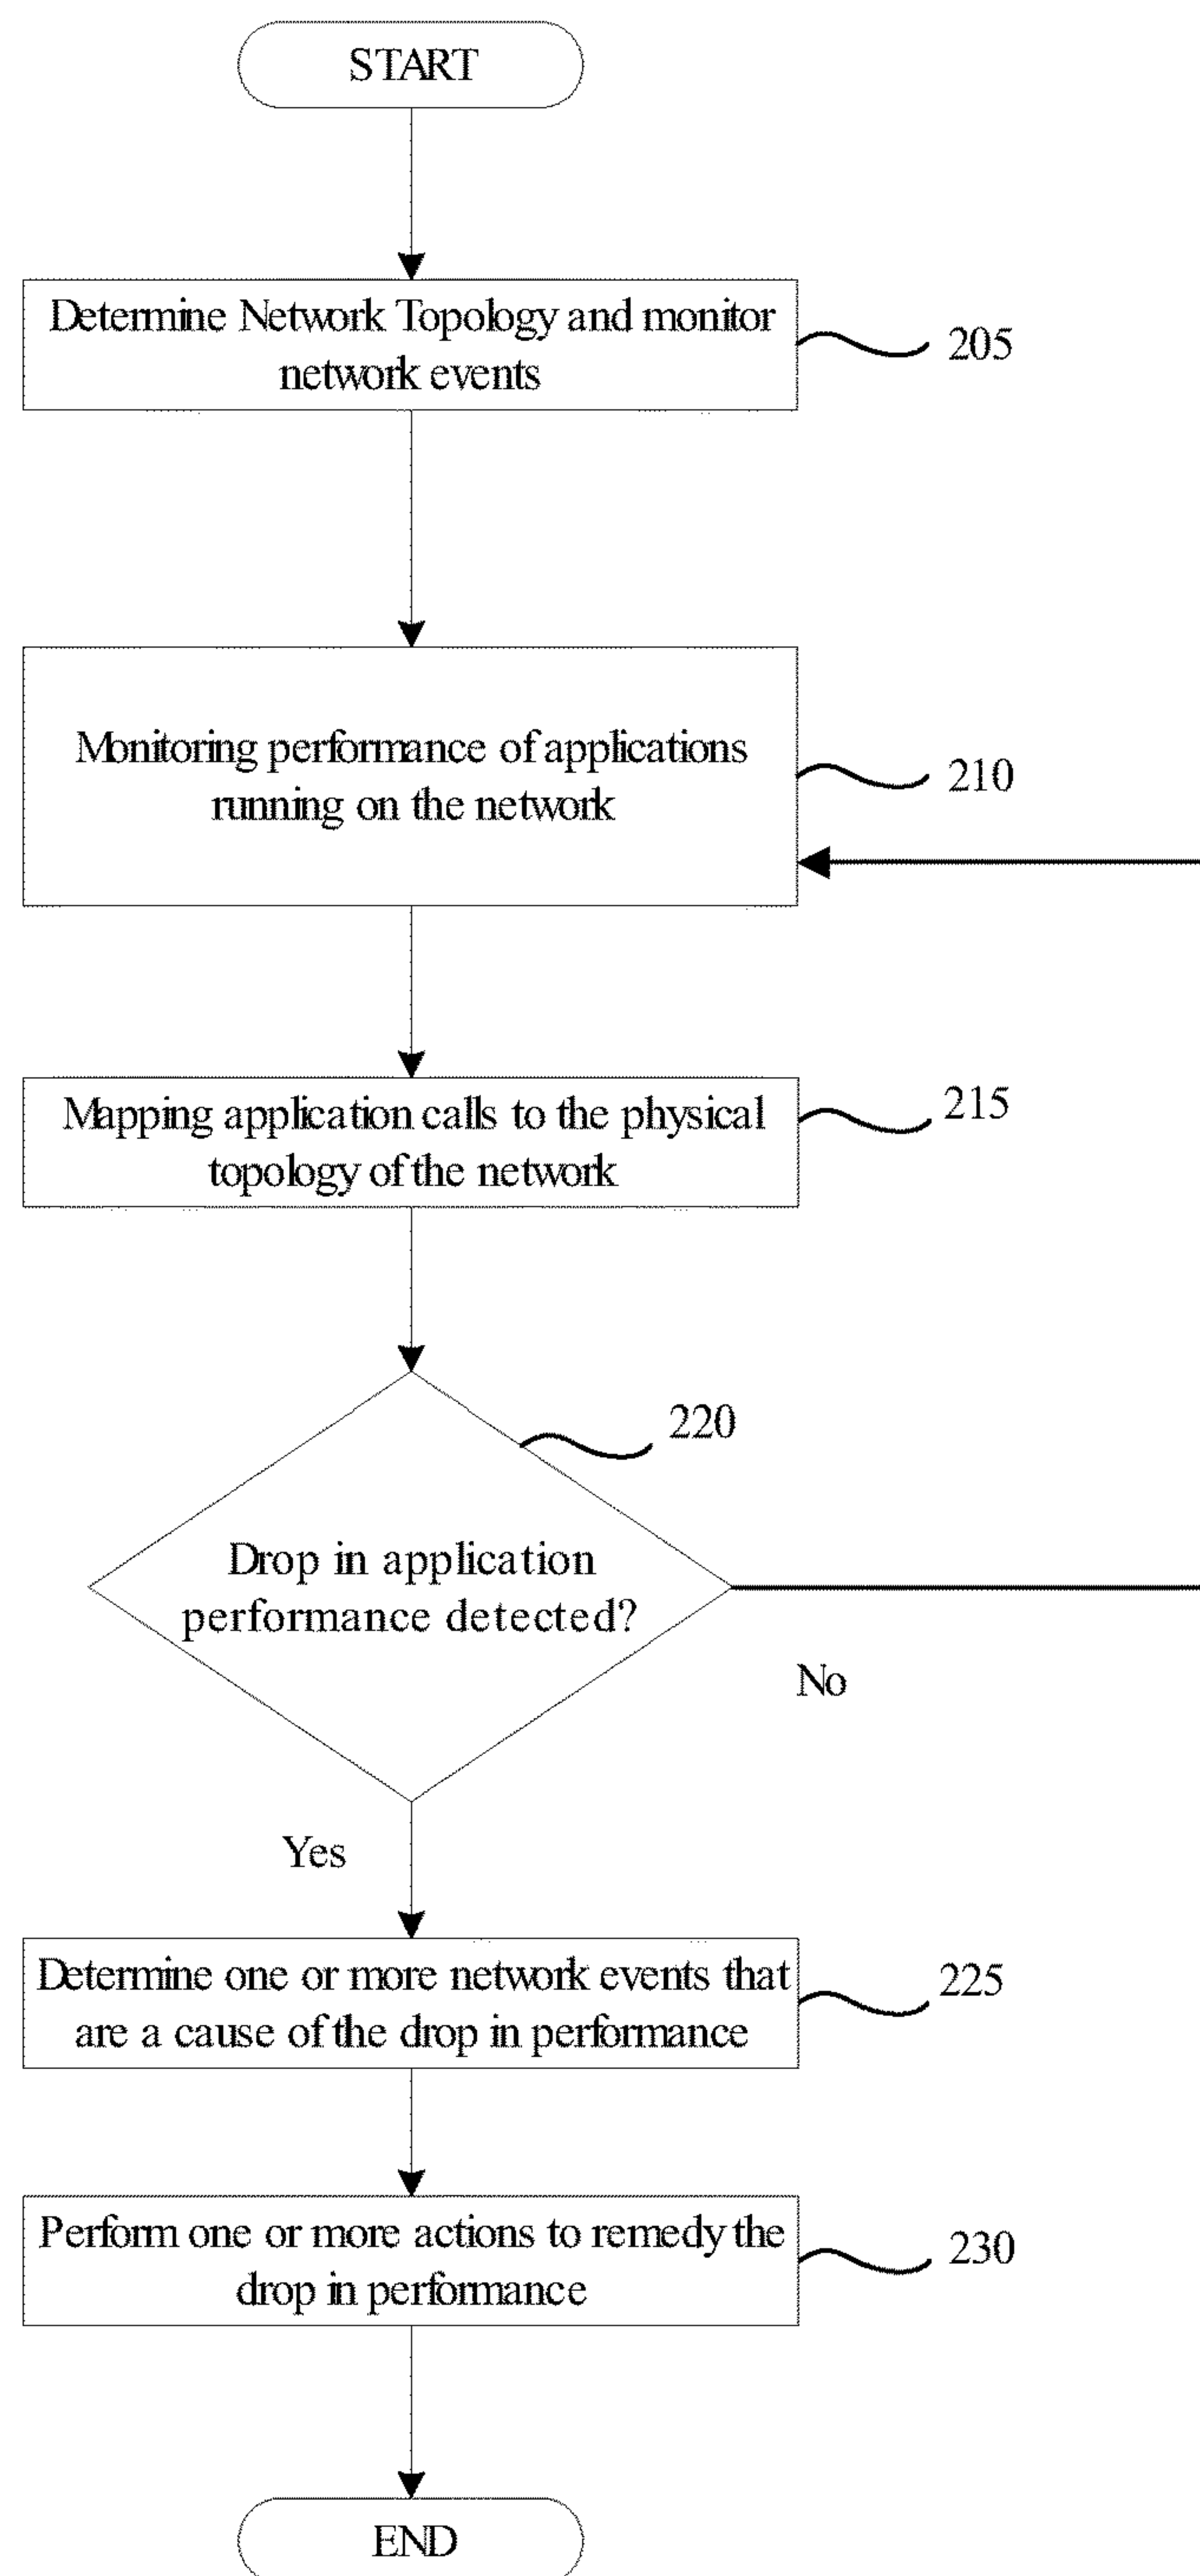 START
Determine Network Topology and monitor
network events
205
Monitoring performance of applications
running on the network
210
Mapping application calls to the physical
topology of the network
215
220
Drop in application
performance detected?
No
Yes
Determine one or more network events that
are a cause of the drop in performance
225
Perform one or more actions to remedy the
drop in performance
230
END